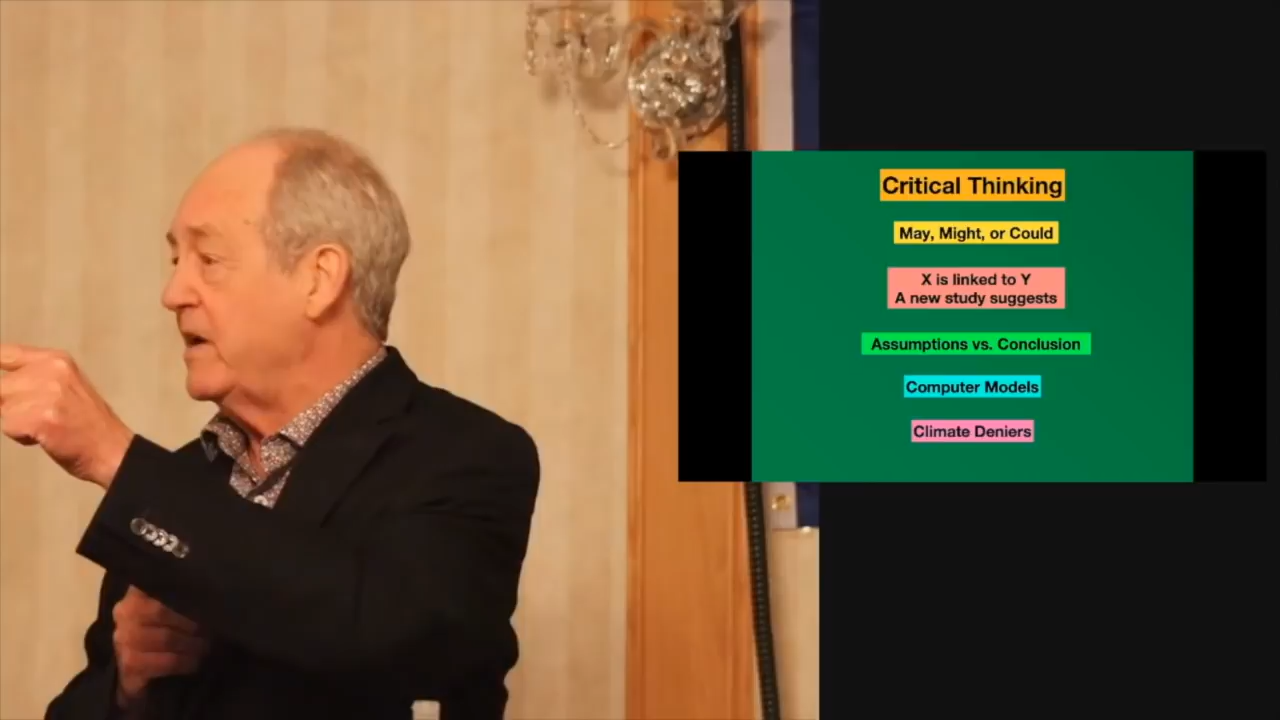 Critical Thinking
May, Might, or Could
X is linked to Y
A new study suggests
Assumptions vs. Conclusion
Computer Models
Climate Deniers